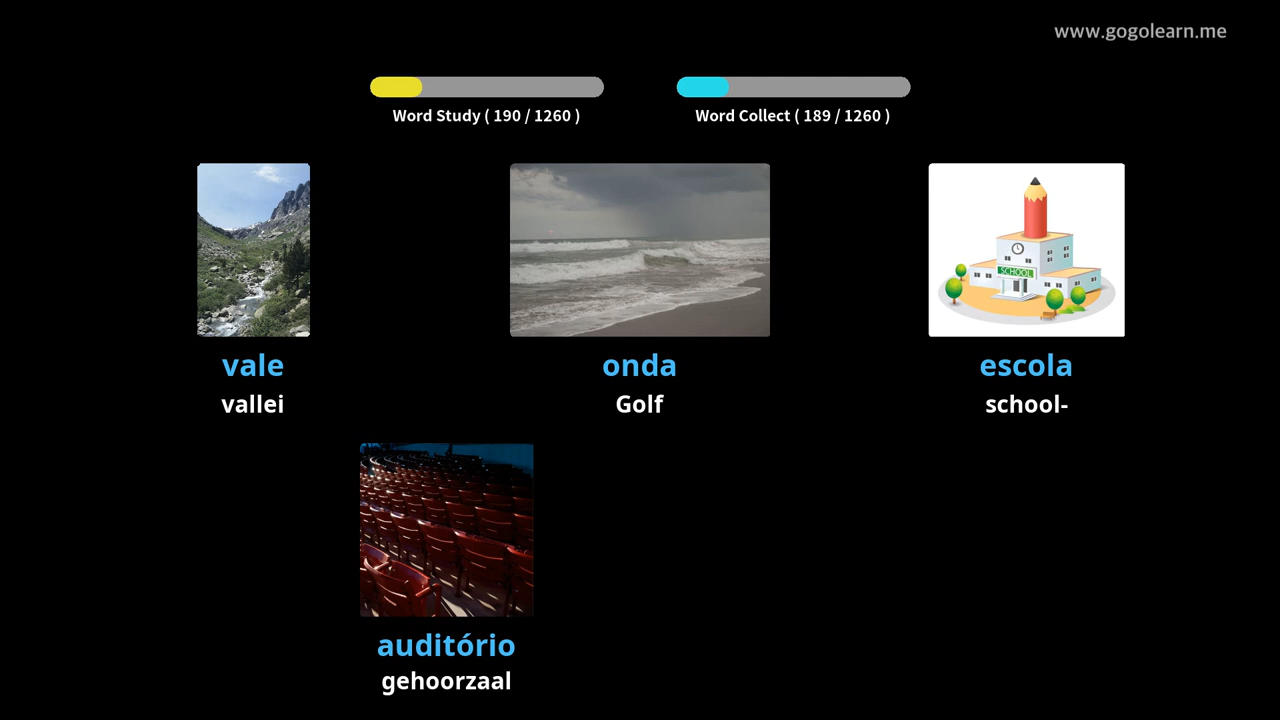 www.gogolearn.me
Word Study ( 190 / 1260 )
Word Collect ( 189 / 1260 )
SCHOOL
vale
onda
escola
vallei
Golf
school-
auditório
gehoorzaal